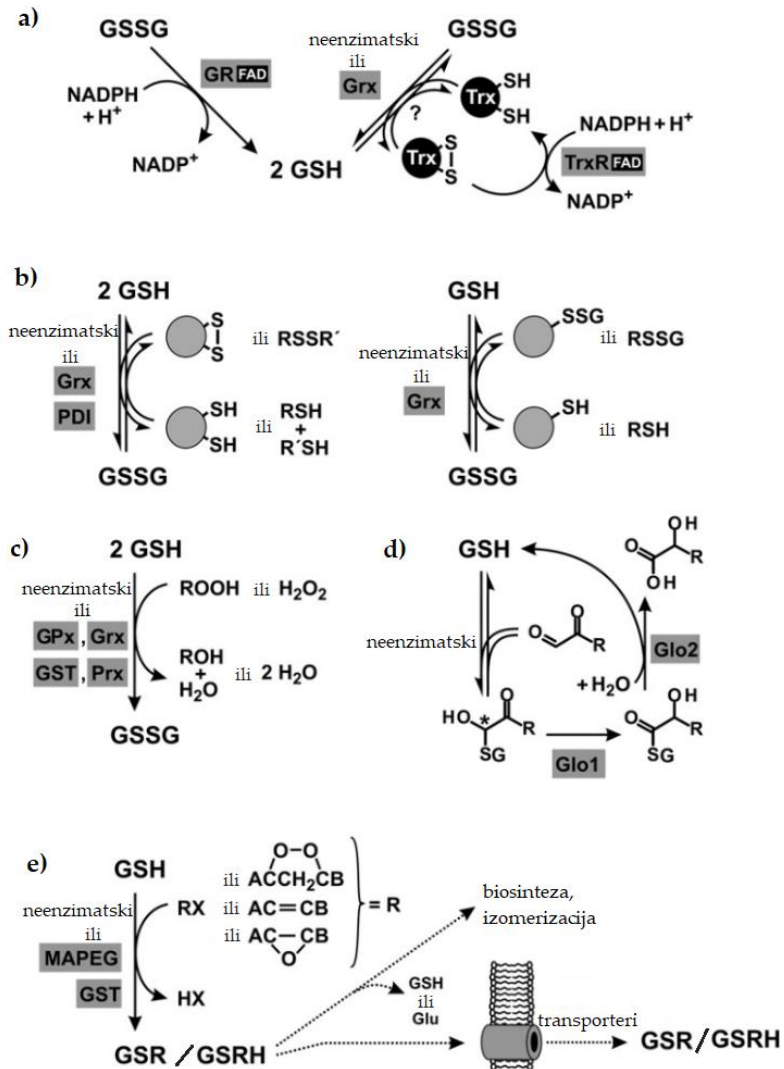 a)
GSSG
GR FAD
NADPH
+ H⁺
NADP⁺
2 GSH
neenzimatski
ili
Grx
GSSG
?
Trx
SH
SH
Trx
S
S
NADPH + H⁺
TrxR FAD
NADP⁺
b)
2 GSH
neenzimatski
ili
Grx
PDI
S
S
ili RSSR´
SH
SH
ili
RSH
+
R´SH
GSSG
GSH
neenzimatski
ili
Grx
SSG
ili RSSG
SH
ili RSH
GSSG
c)
2 GSH
neenzimatski
ili
GPx , Grx
GST , Prx
ROOH ili H₂O₂
ROH
+
H₂O
ili 2 H₂O
GSSG
d)
GSH
neenzimatski
O
O
R
HO
*
O
R
SG
Glo1
O
OH
R
SG
+ H₂O
Glo2
O
OH
R
OH
e)
GSH
neenzimatski
ili
MAPEG
GST
RX
HX
O–O
ili ACCH₂CB
ili AC=CB
ili AC–CB
O
= R
GSR / GSRH
biosinteza,
izomerizacija
GSH
ili
Glu
transporteri
GSR/GSRH